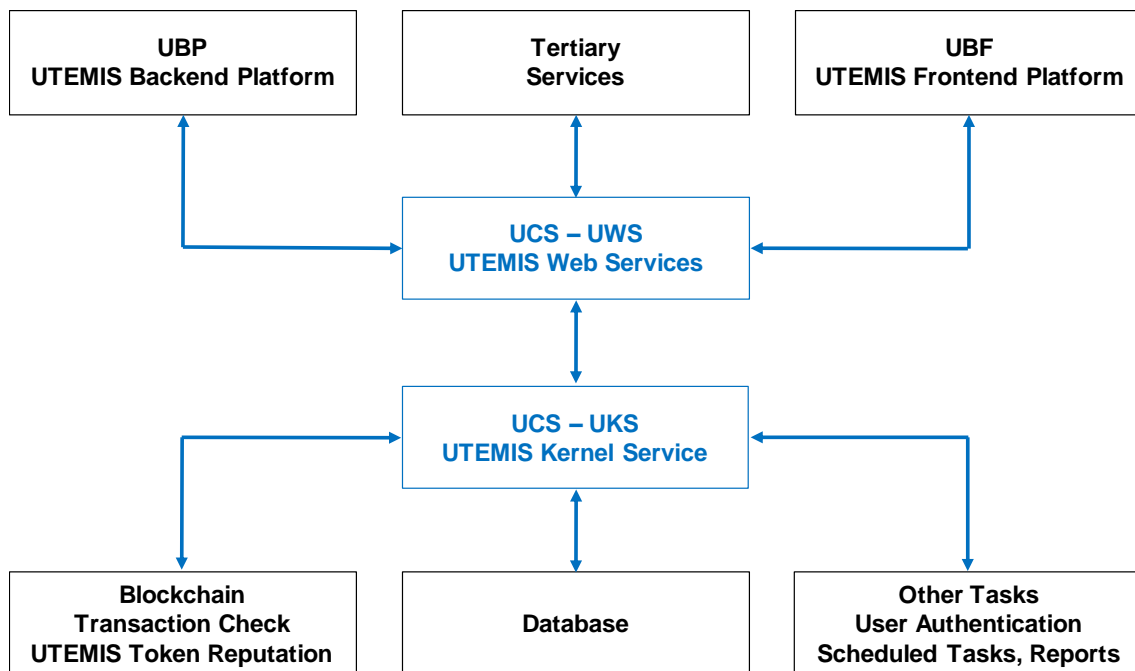 UBP
UTEMIS Backend Platform
Tertiary
Services
UBF
UTEMIS Frontend Platform
UCS – UWS
UTEMIS Web Services
UCS – UKS
UTEMIS Kernel Service
Blockchain
Transaction Check
UTEMIS Token Reputation
Database
Other Tasks
User Authentication
Scheduled Tasks, Reports